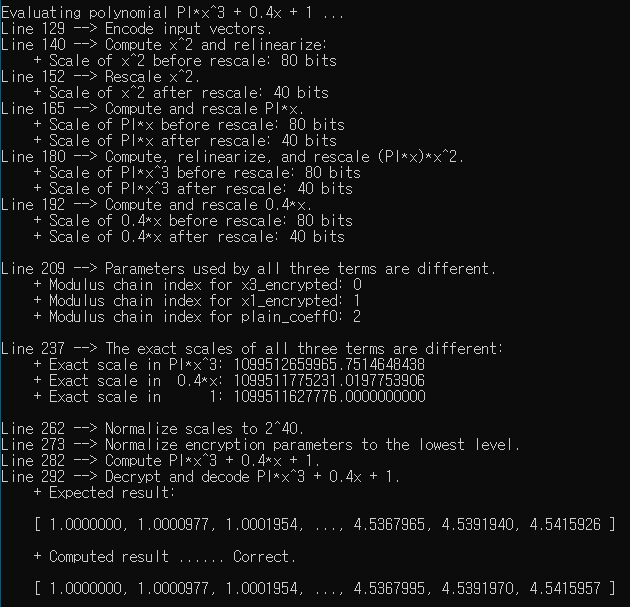 Evaluating polynomial PI*x^3 + 0.4x + 1 ...
Line 129 --> Encode input vectors.
Line 140 --> Compute x^2 and relinearize:
    + Scale of x^2 before rescale: 80 bits
Line 152 --> Rescale x^2.
    + Scale of x^2 after rescale: 40 bits
Line 165 --> Compute and rescale PI*x.
    + Scale of PI*x before rescale: 80 bits
    + Scale of PI*x after rescale: 40 bits
Line 180 --> Compute, relinearize, and rescale (PI*x)*x^2.
    + Scale of PI*x^3 before rescale: 80 bits
    + Scale of PI*x^3 after rescale: 40 bits
Line 192 --> Compute and rescale 0.4*x.
    + Scale of 0.4*x before rescale: 80 bits
    + Scale of 0.4*x after rescale: 40 bits

Line 209 --> Parameters used by all three terms are different.
    + Modulus chain index for x3_encrypted: 0
    + Modulus chain index for x1_encrypted: 1
    + Modulus chain index for plain_coeff0: 2

Line 237 --> The exact scales of all three terms are different:
    + Exact scale in PI*x^3: 1099512659965.7514648438
    + Exact scale in  0.4*x: 1099511775231.0197753906
    + Exact scale in      1: 1099511627776.0000000000

Line 262 --> Normalize scales to 2^40.
Line 273 --> Normalize encryption parameters to the lowest level.
Line 282 --> Compute PI*x^3 + 0.4*x + 1.
Line 292 --> Decrypt and decode PI*x^3 + 0.4x + 1.
    + Expected result:

    [ 1.0000000, 1.0000977, 1.0001954, ..., 4.5367965, 4.5391940, 4.5415926 ]

    + Computed result ...... Correct.

    [ 1.0000000, 1.0000977, 1.0001954, ..., 4.5367995, 4.5391970, 4.5415957 ]